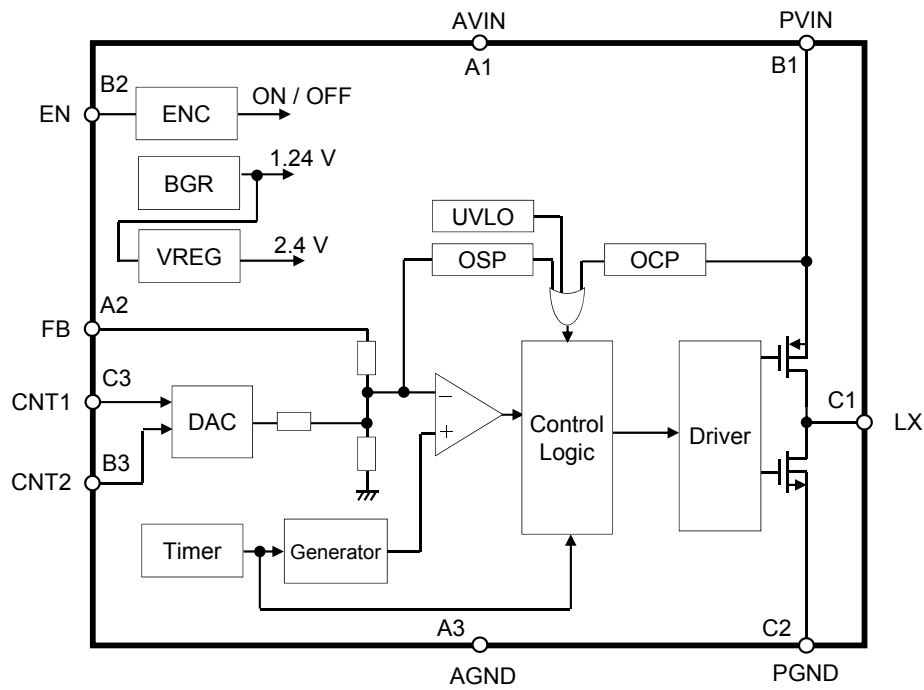 AVIN
PVIN
A1
B1
B2
EN
ENC
ON / OFF
BGR
1.24 V
VREG
2.4 V
UVLO
OSP
OCP
A2
FB
C3
CNT1
DAC
B3
CNT2
−
+
Control
Logic
Driver
C1
LX
Timer
Generator
A3
AGND
C2
PGND